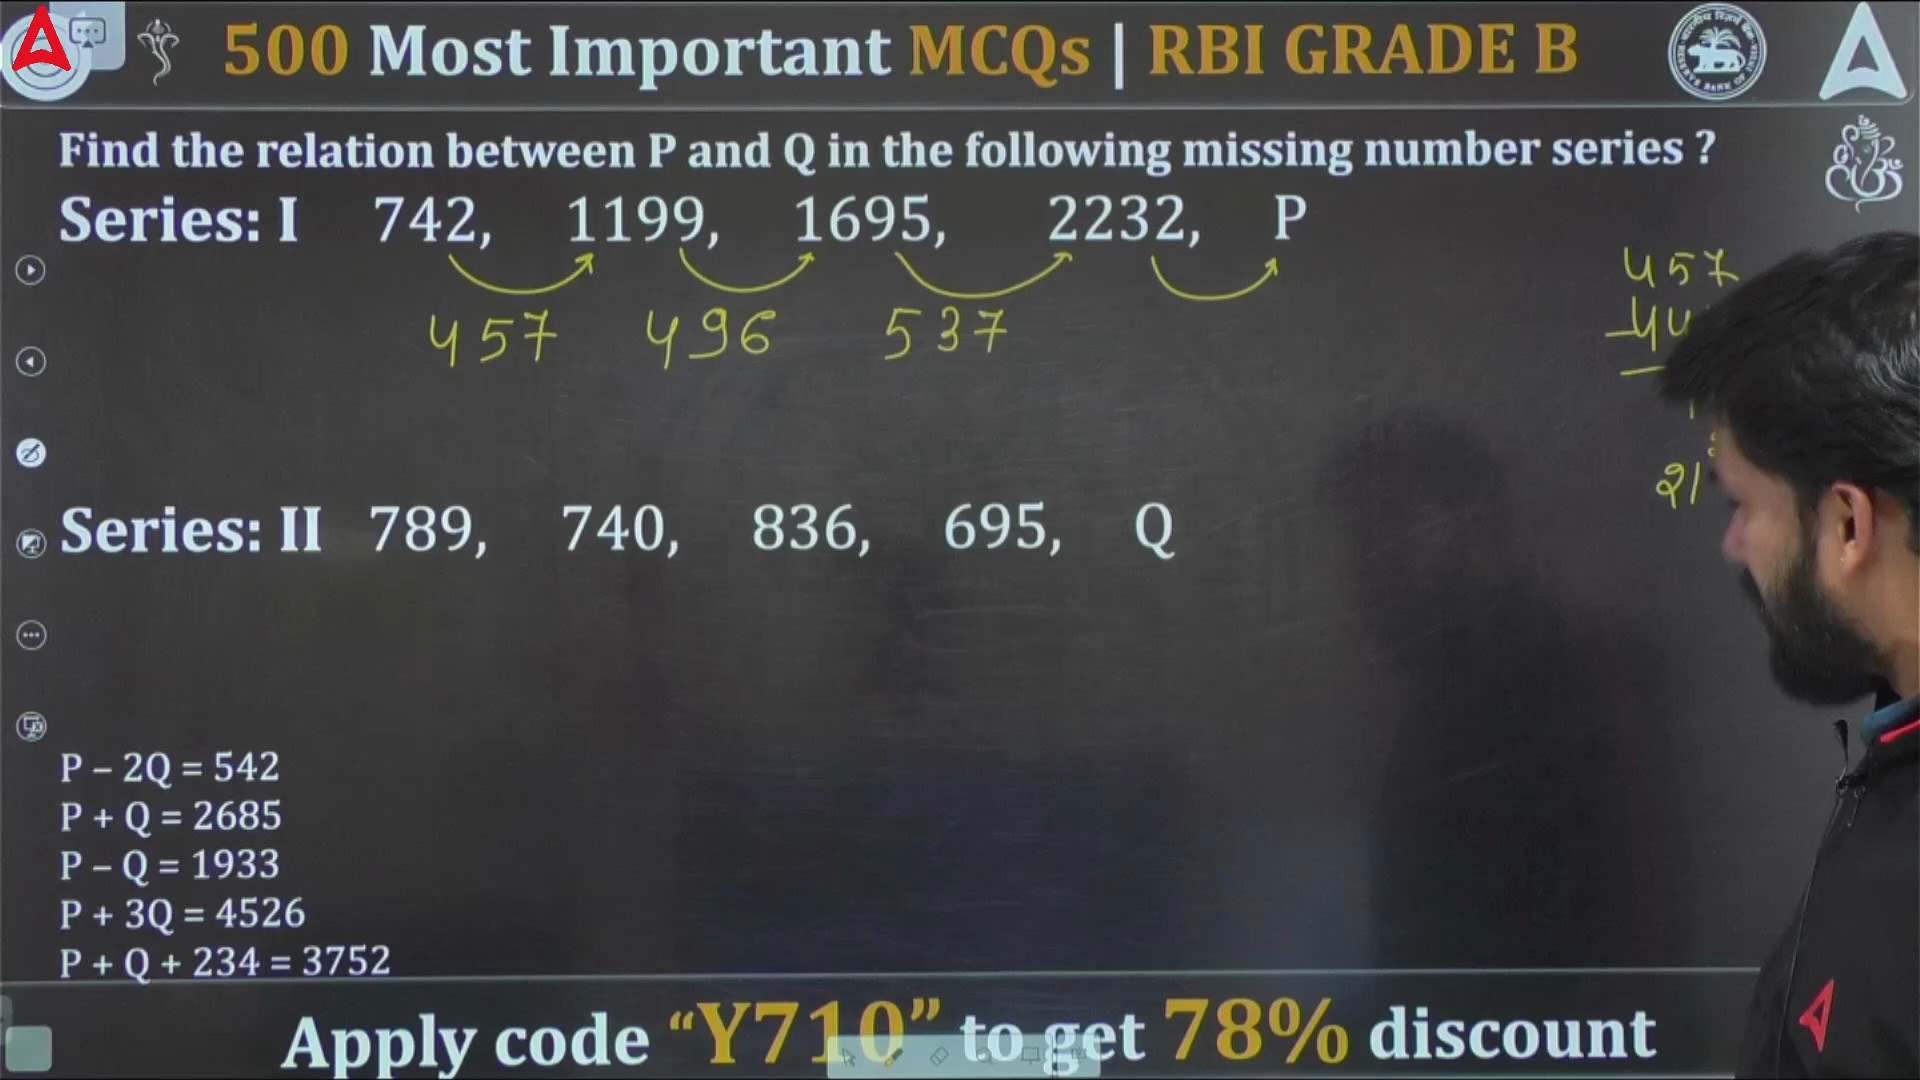 500 Most Important MCQs | RBI GRADE B
Find the relation between P and Q in the following missing number series ?
Series: I 742, 1199, 1695, 2232, P
457 496 537
457
Series: II 789, 740, 836, 695, Q
P – 2Q = 542
P + Q = 2685
P – Q = 1933
P + 3Q = 4526
P + Q + 234 = 3752
Apply code “Y710” to get 78% discount